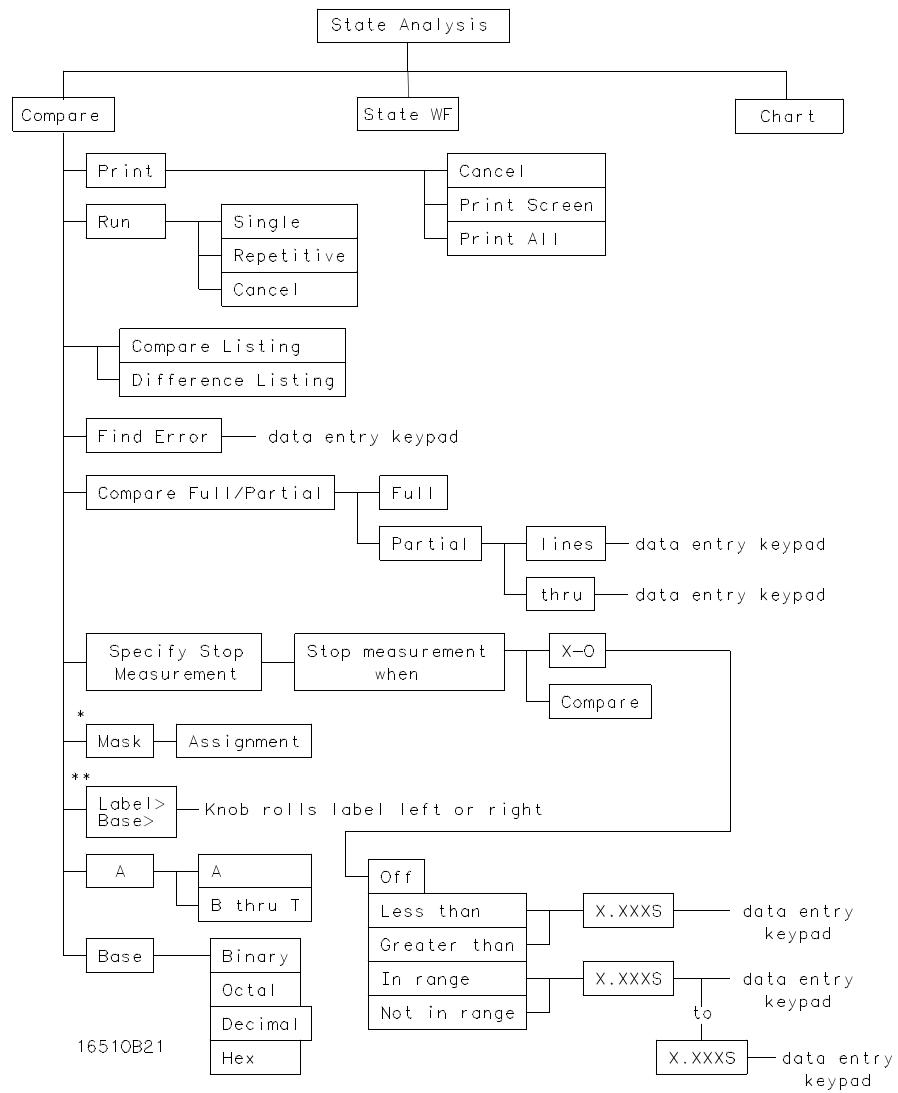 State Analysis
Compare
State WF
Chart
Print
Cancel
Print Screen
Print All
Run
Single
Repetitive
Cancel
Compare Listing
Difference Listing
Find Error
data entry keypad
Compare Full/Partial
Full
Partial
lines
data entry keypad
thru
data entry keypad
Specify Stop
Measurement
Stop measurement
when
X-O
Compare
*
Mask
Assignment
**
Label>
Base>
Knob rolls label left or right
A
A
B thru T
Base
Binary
Octal
Decimal
Hex
Off
Less than
Greater than
In range
Not in range
X.XXXS
data entry
keypad
X.XXXS
data entry
keypad
to
X.XXXS
data entry
keypad
16510B21